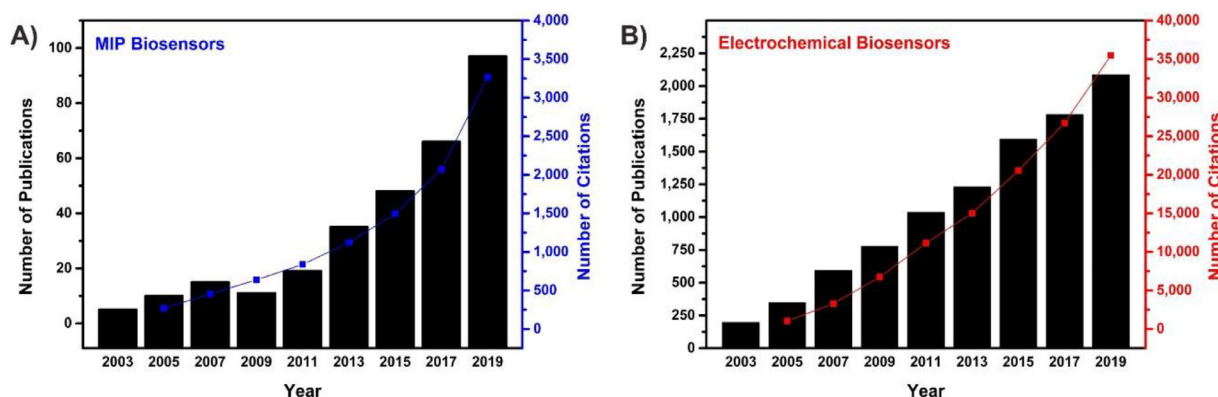 A)
MIP Biosensors
Number of Publications
100
80
60
40
20
0
4,000
3,500
3,000
2,500
2,000
1,500
1,000
500
0
Number of Citations
2003 2005 2007 2009 2011 2013 2015 2017 2019
Year
B)
Electrochemical Biosensors
Number of Publications
2,250
2,000
1,750
1,500
1,250
1,000
750
500
250
0
40,000
35,000
30,000
25,000
20,000
15,000
10,000
5,000
0
Number of Citations
2003 2005 2007 2009 2011 2013 2015 2017 2019
Year